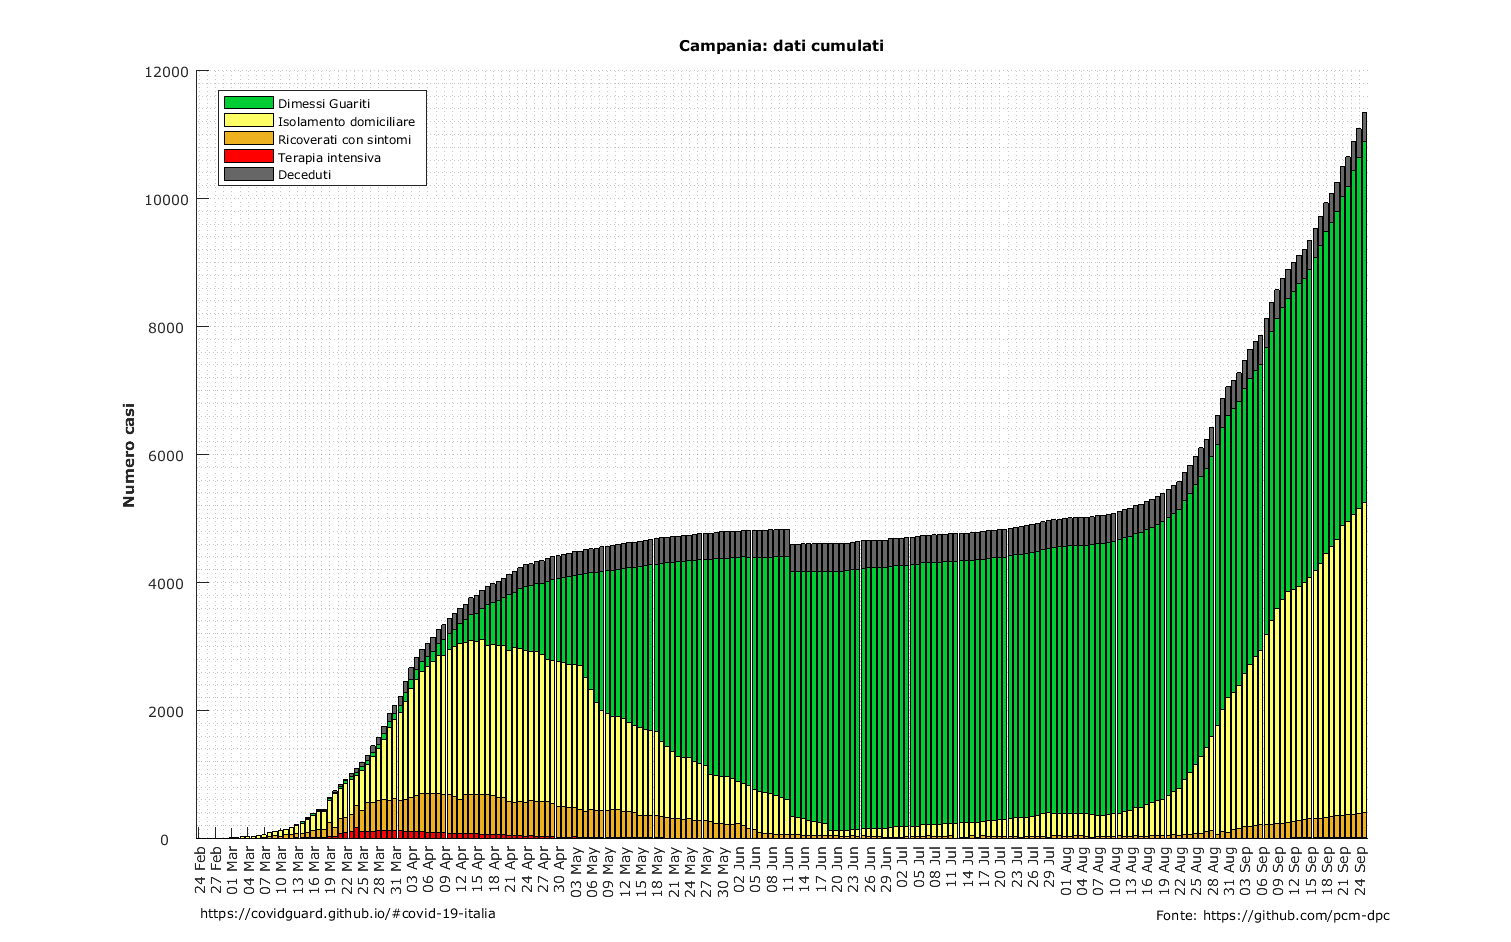 Campania: dati cumulati
12000
10000
8000
6000
4000
2000
0
Numero casi
Dimessi Guariti
Isolamento domiciliare
Ricoverati con sintomi
Terapia intensiva
Deceduti
24 Feb
27 Feb
01 Mar
04 Mar
07 Mar
10 Mar
13 Mar
16 Mar
19 Mar
22 Mar
25 Mar
28 Mar
31 Mar
03 Apr
06 Apr
09 Apr
12 Apr
15 Apr
18 Apr
21 Apr
24 Apr
27 Apr
30 Apr
03 May
06 May
09 May
12 May
15 May
18 May
21 May
24 May
27 May
30 May
02 Jun
05 Jun
08 Jun
11 Jun
14 Jun
17 Jun
20 Jun
23 Jun
26 Jun
29 Jun
02 Jul
05 Jul
08 Jul
11 Jul
14 Jul
17 Jul
20 Jul
23 Jul
26 Jul
29 Jul
01 Aug
04 Aug
07 Aug
10 Aug
13 Aug
16 Aug
19 Aug
22 Aug
25 Aug
28 Aug
31 Aug
03 Sep
06 Sep
09 Sep
12 Sep
15 Sep
18 Sep
21 Sep
24 Sep
https://covidguard.github.io/#covid-19-italia
Fonte: https://github.com/pcm-dpc